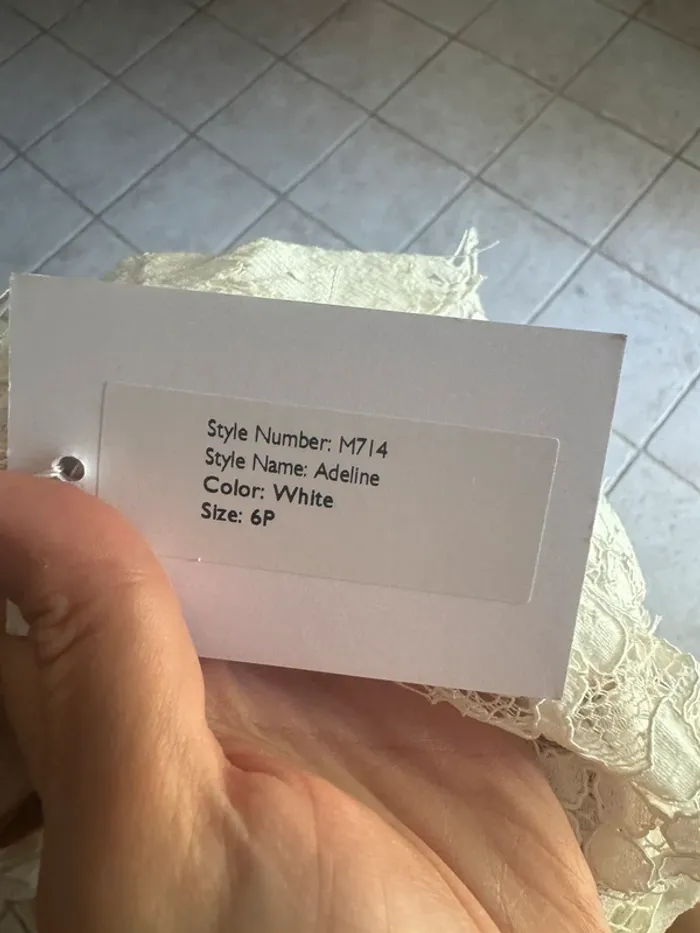 Style Number: M714
Style Name: Adeline
Color: White
Size: 6P